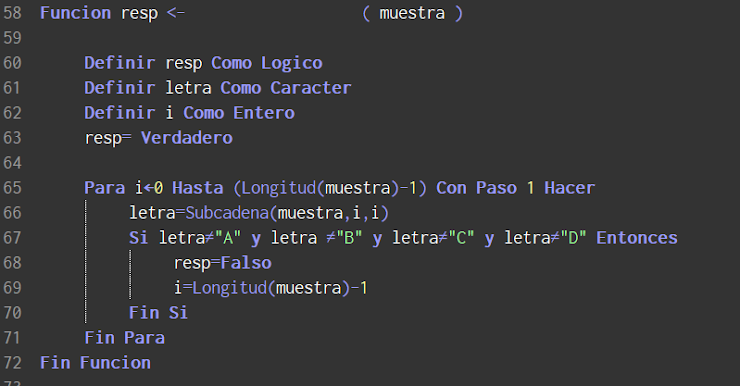 58 Funcion resp <- ( muestra )
59
60 Definir resp Como Logico
61 Definir letra Como Caracter
62 Definir i Como Entero
63 resp= Verdadero
64
65 Para i←0 Hasta (Longitud(muestra)-1) Con Paso 1 Hacer
66 letra=Subcadena(muestra,i,i)
67 Si letra≠"A" y letra ≠"B" y letra≠"C" y letra≠"D" Entonces
68 resp=Falso
69 i=Longitud(muestra)-1
70 Fin Si
71 Fin Para
72 Fin Funcion